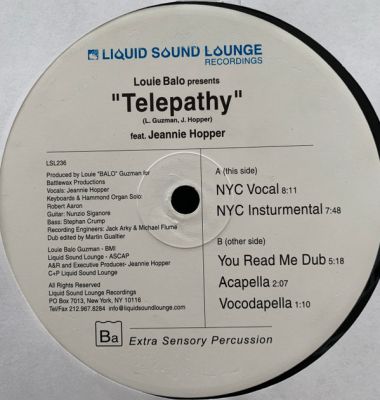 LIQUID SOUND LOUNGE
RECORDINGS
Louie Balo presents
"Telepathy"
(L. Guzman, J. Hopper)
feat. Jeannie Hopper
LSL236
Produced by Louie "BALO" Guzman for
Battlewax Productions
Vocals: Jeannie Hopper
Keyboards & Hammond Organ Solo:
Robert Aaron
Guitar: Nunzio Siganore
Bass: Stephan Crump
Recording Engineers: Jack Arky & Michael Flume
Dub edited by Martin Gualtier
Louie Balo Guzman - BMI
Liquid Sound Lounge - ASCAP
A&R and Executive Produces- Jeannie Hopper
C+P Liquid Sound Lounge
All Rights Reserved
Liquid Sound Lounge Recordings
PO Box 7013, New York, NY 10116
Tel/Fax 212.967.8284 info@liquidsoundlounge.com
A (this side)
NYC Vocal 8:11
NYC Insturmental 7:48
B (other side)
You Read Me Dub 5:18
Acapella 2:07
Vocodapella 1:10
Ba Extra Sensory Percussion